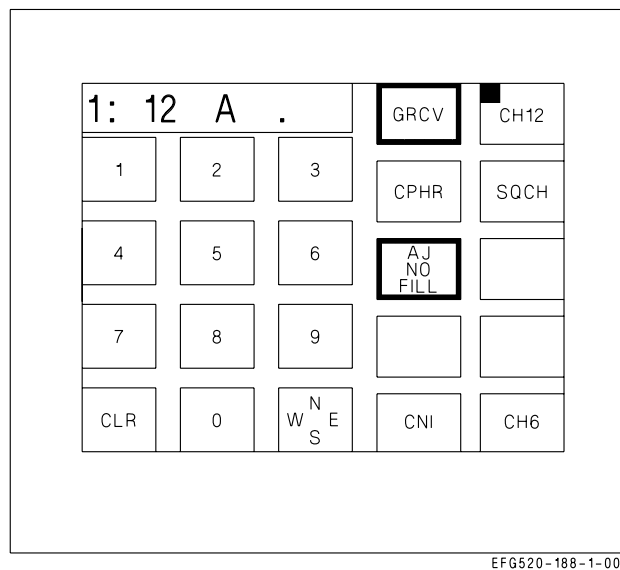 1: 12 A .
GRCV
CH12
1
2
3
CPHR
SQCH
4
5
6
AJ
NO
FILL
7
8
9
CLR
0
N
W E
S
CNI
CH6
EFG520-188-1-00